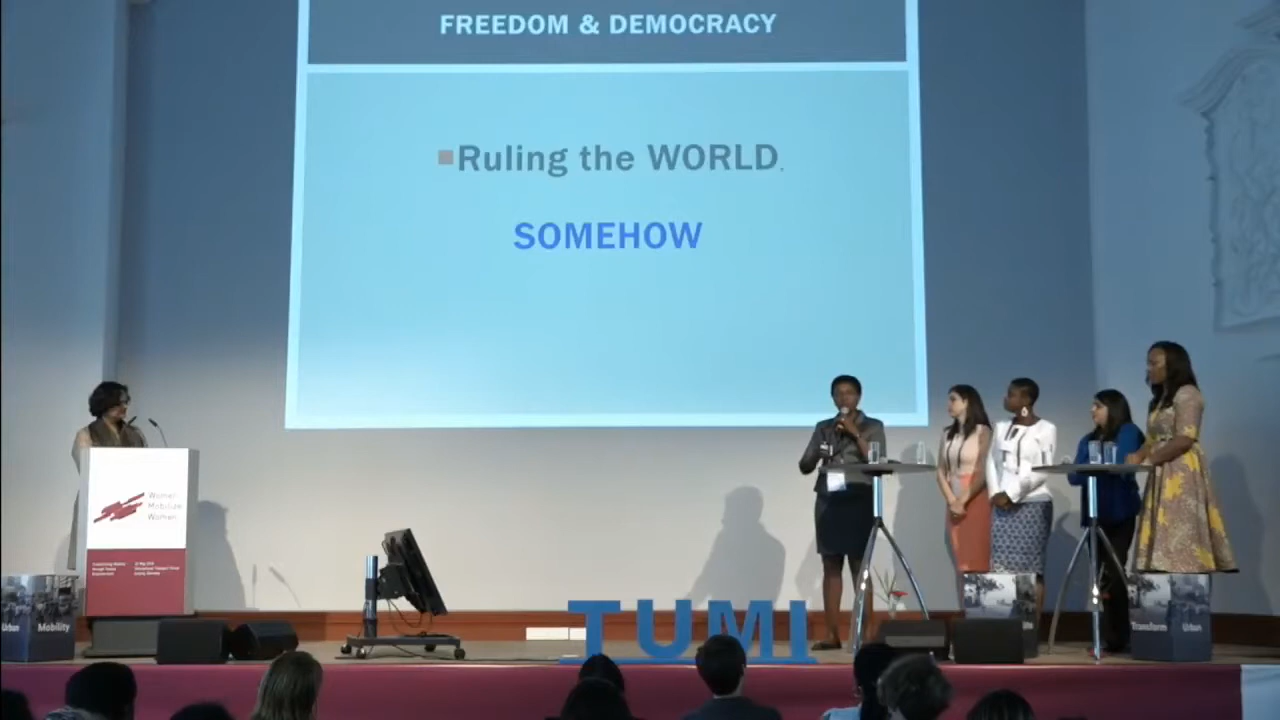 FREEDOM & DEMOCRACY
Ruling the WORLD.
SOMEHOW
Women
Mobilize
Women
TUMI
Urban
Mobility
Transform
Urban